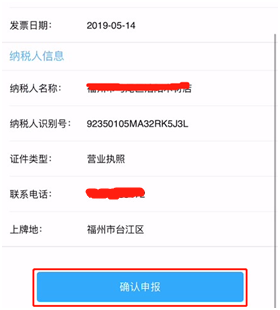 发票日期： 2019-05-14
纳税人信息
纳税人名称：
纳税人识别号： 92350105MA32RK5J3L
证件类型： 营业执照
联系电话：
上牌地： 福州市台江区
确认申报